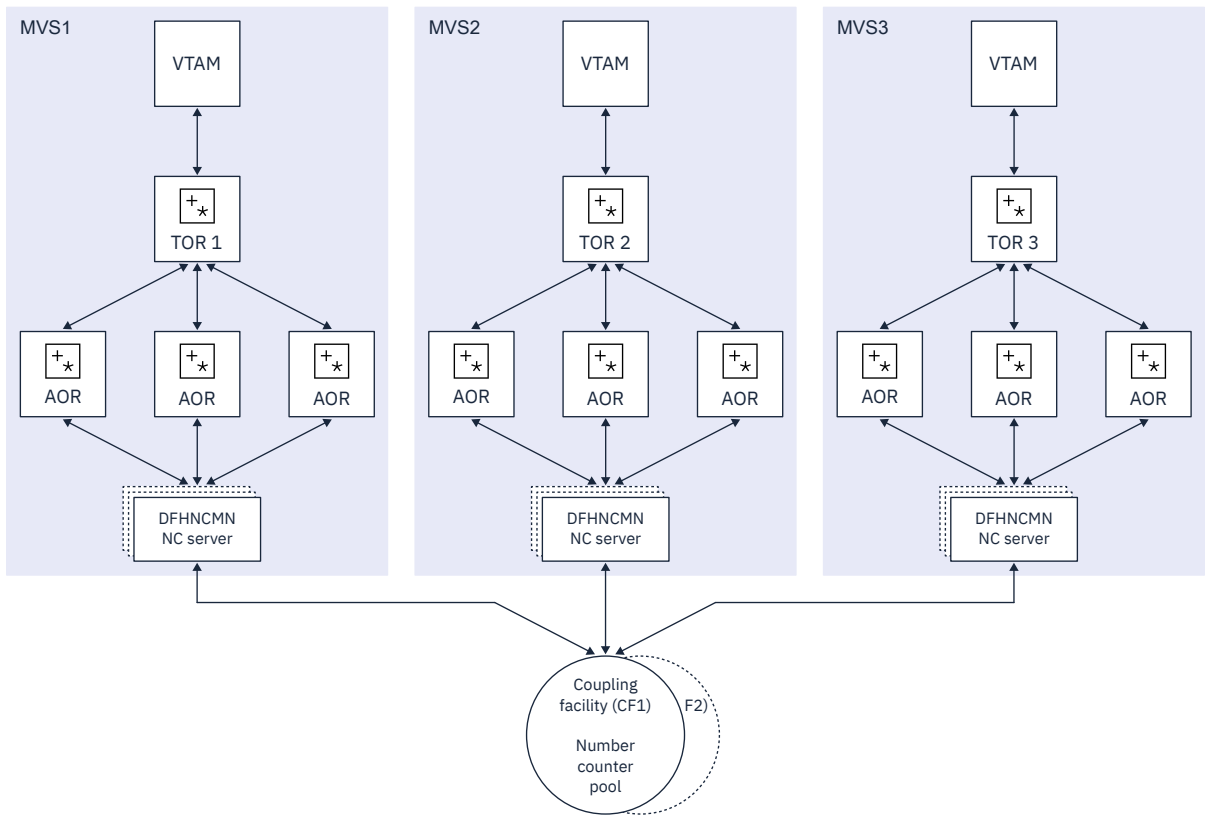 MVS1
VTAM
TOR 1
AOR
AOR
AOR
DFHNCMN
NC server
MVS2
VTAM
TOR 2
AOR
AOR
AOR
DFHNCMN
NC server
MVS3
VTAM
TOR 3
AOR
AOR
AOR
DFHNCMN
NC server
Coupling
facility (CF1)
F2)
Number
counter
pool